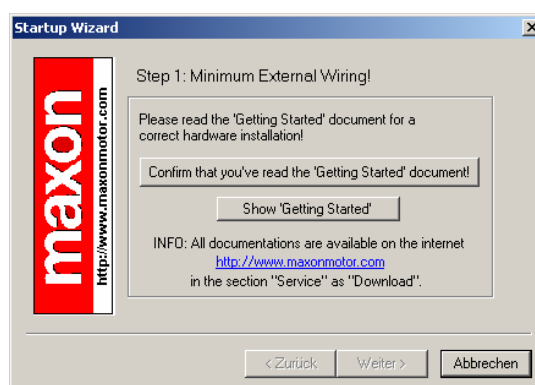 Startup Wizard
maxon
http://www.maxonmotor.com
Step 1: Minimum External Wiring!
Please read the 'Getting Started' document for a
correct hardware installation!
Confirm that you've read the 'Getting Started' document!
Show 'Getting Started'
INFO: All documentations are available on the internet
http://www.maxonmotor.com
in the section "Service" as "Download".
< Zurück
Weiter >
Abbrechen